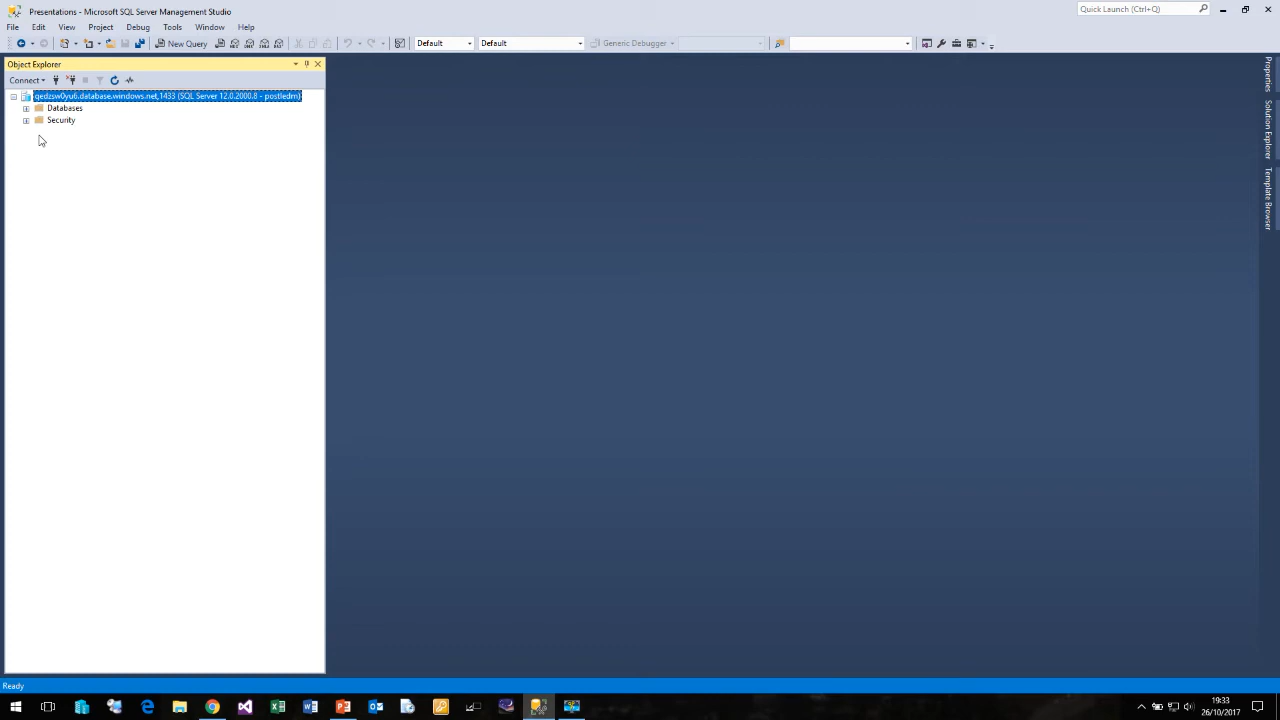 Presentations - Microsoft SQL Server Management Studio
Quick Launch (Ctrl+Q)
File Edit View Project Debug Tools Window Help
New Query Default Default Generic Debugger
Object Explorer
Connect
qedzsw0yu6.database.windows.net,1433 (SQL Server 12.0.2000.8 - postledm)
Databases
Security
Properties
Solution Explorer
Template Browser
Ready
19:33
26/10/2017